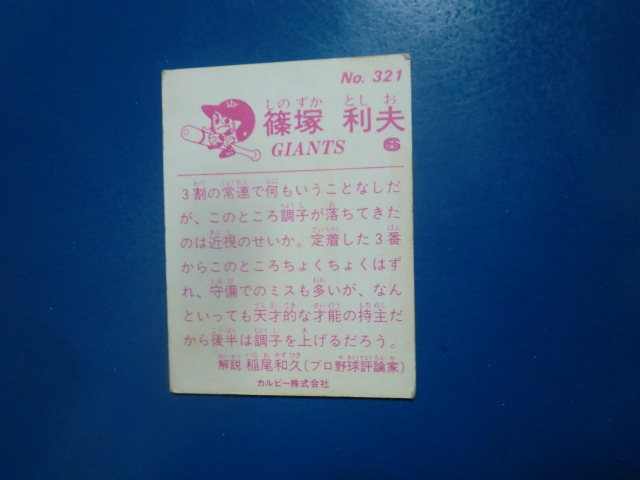 No. 321
しの すか とし お
篠塚 利夫
GIANTS 6
3割の常連で何もいうことなしだ
が、このところ調子が落ちてきた
のは近視のせいか。定着した3番
からこのところちょくちょくはず
れ、守備でのミスも多いが、なん
といっても天才的な才能の持主だ
から後半は調子を上げるだろう。
解説 稲尾和久(プロ野球評論家)
カルビー株式会社